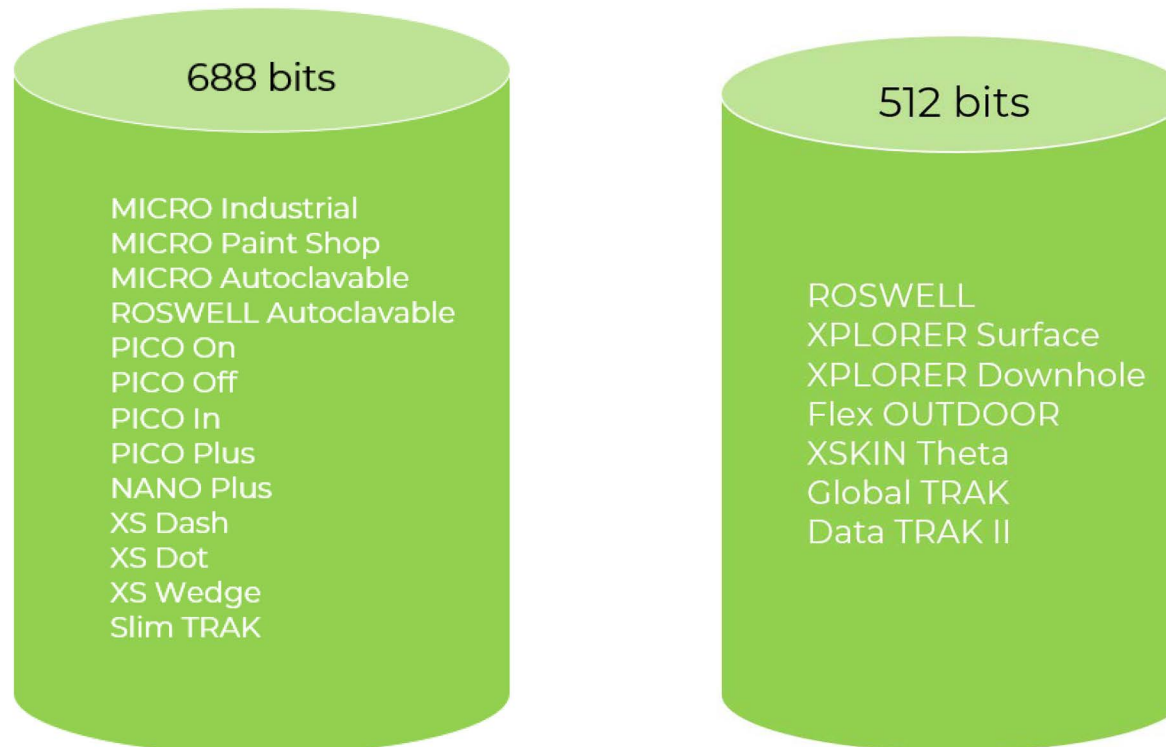 688 bits
MICRO Industrial
MICRO Paint Shop
MICRO Autoclavable
ROSWELL Autoclavable
PICO On
PICO Off
PICO In
PICO Plus
NANO Plus
XS Dash
XS Dot
XS Wedge
Slim TRAK
512 bits
ROSWELL
XPLORER Surface
XPLORER Downhole
Flex OUTDOOR
XSKIN Theta
Global TRAK
Data TRAK II